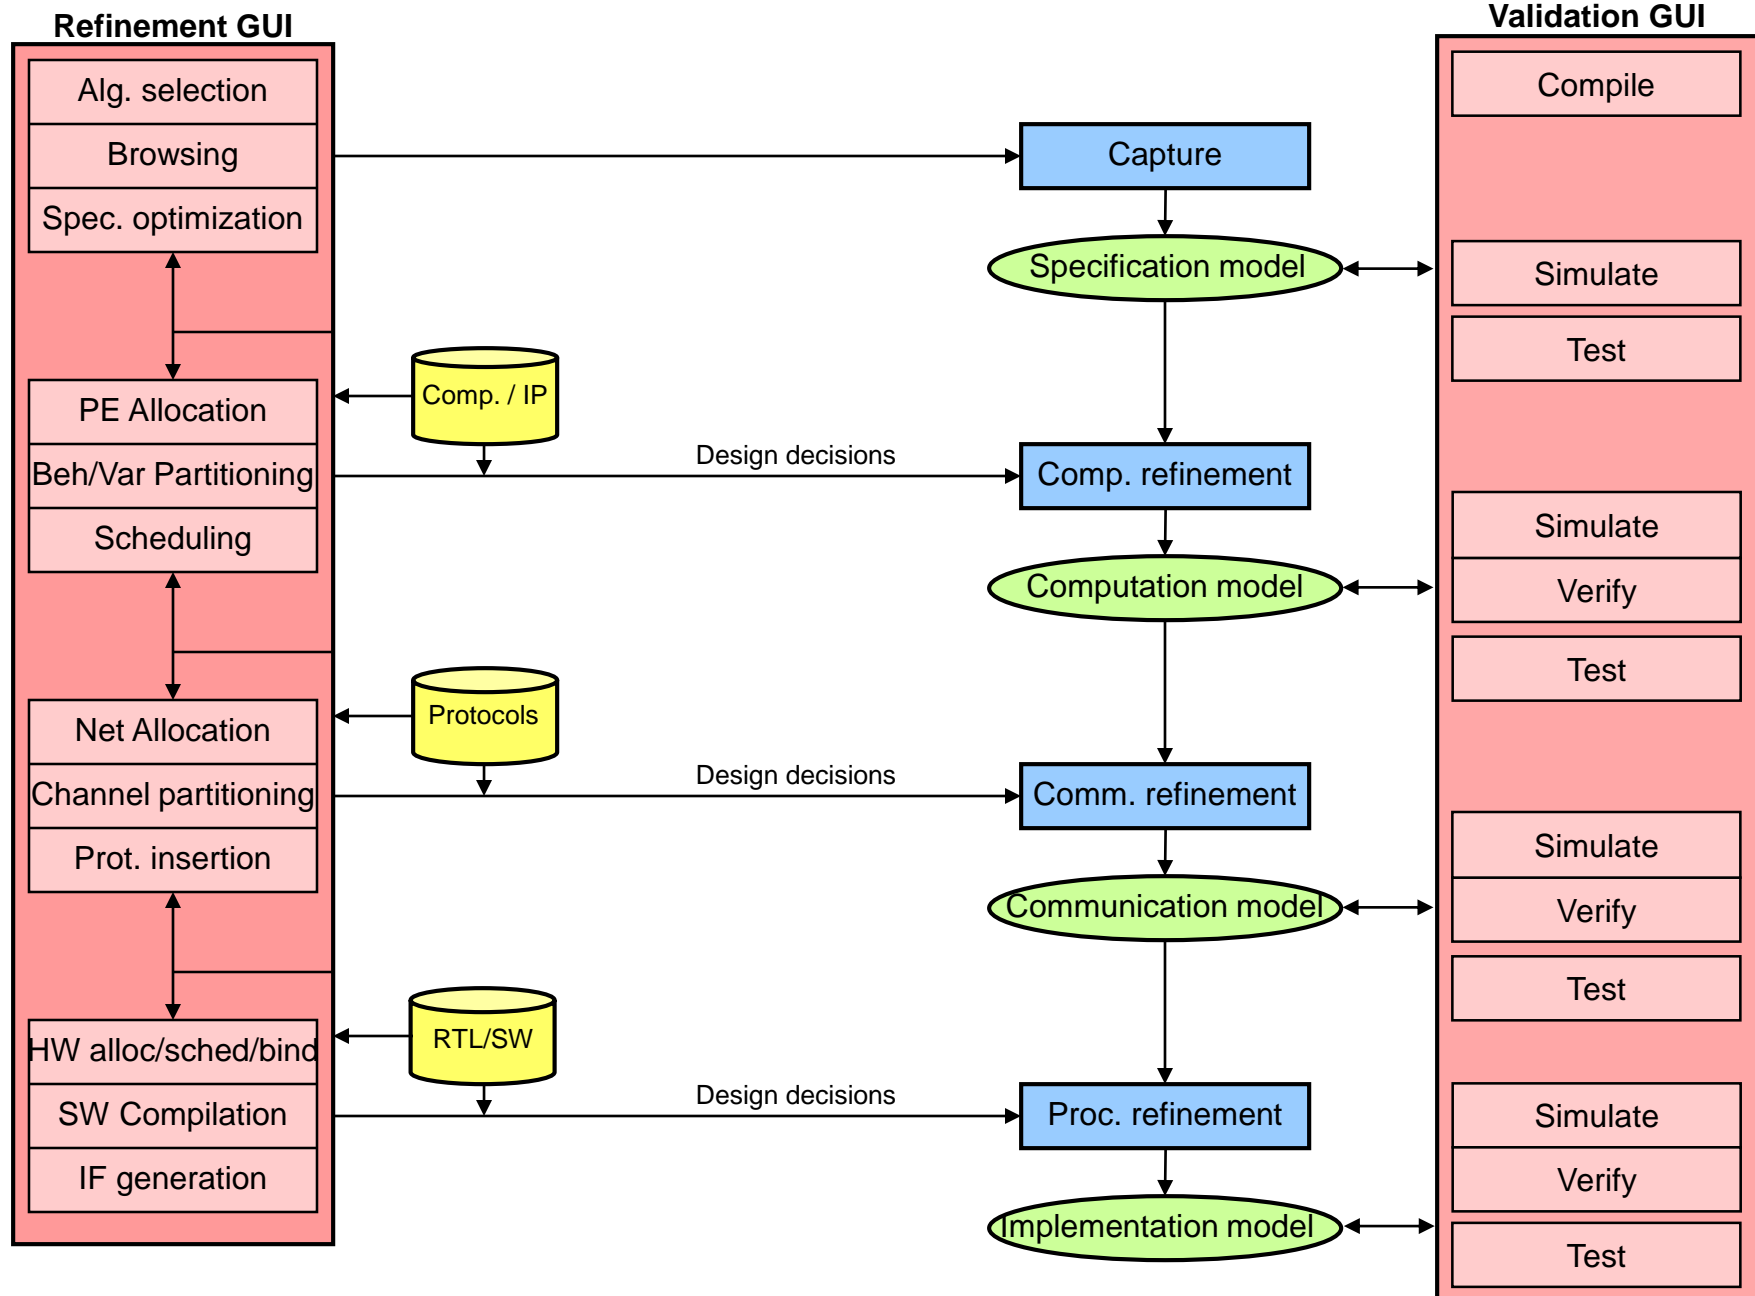 Refinement GUI
Alg. selection
Browsing
Spec. optimization
PE Allocation
Beh/Var Partitioning
Scheduling
Net Allocation
Channel partitioning
Prot. insertion
HW alloc/sched/bind
SW Compilation
IF generation
Comp. / IP
Protocols
RTL/SW
Design decisions
Design decisions
Design decisions
Capture
Specification model
Comp. refinement
Computation model
Comm. refinement
Communication model
Proc. refinement
Implementation model
Validation GUI
Compile
Simulate
Test
Simulate
Verify
Test
Simulate
Verify
Test
Simulate
Verify
Test